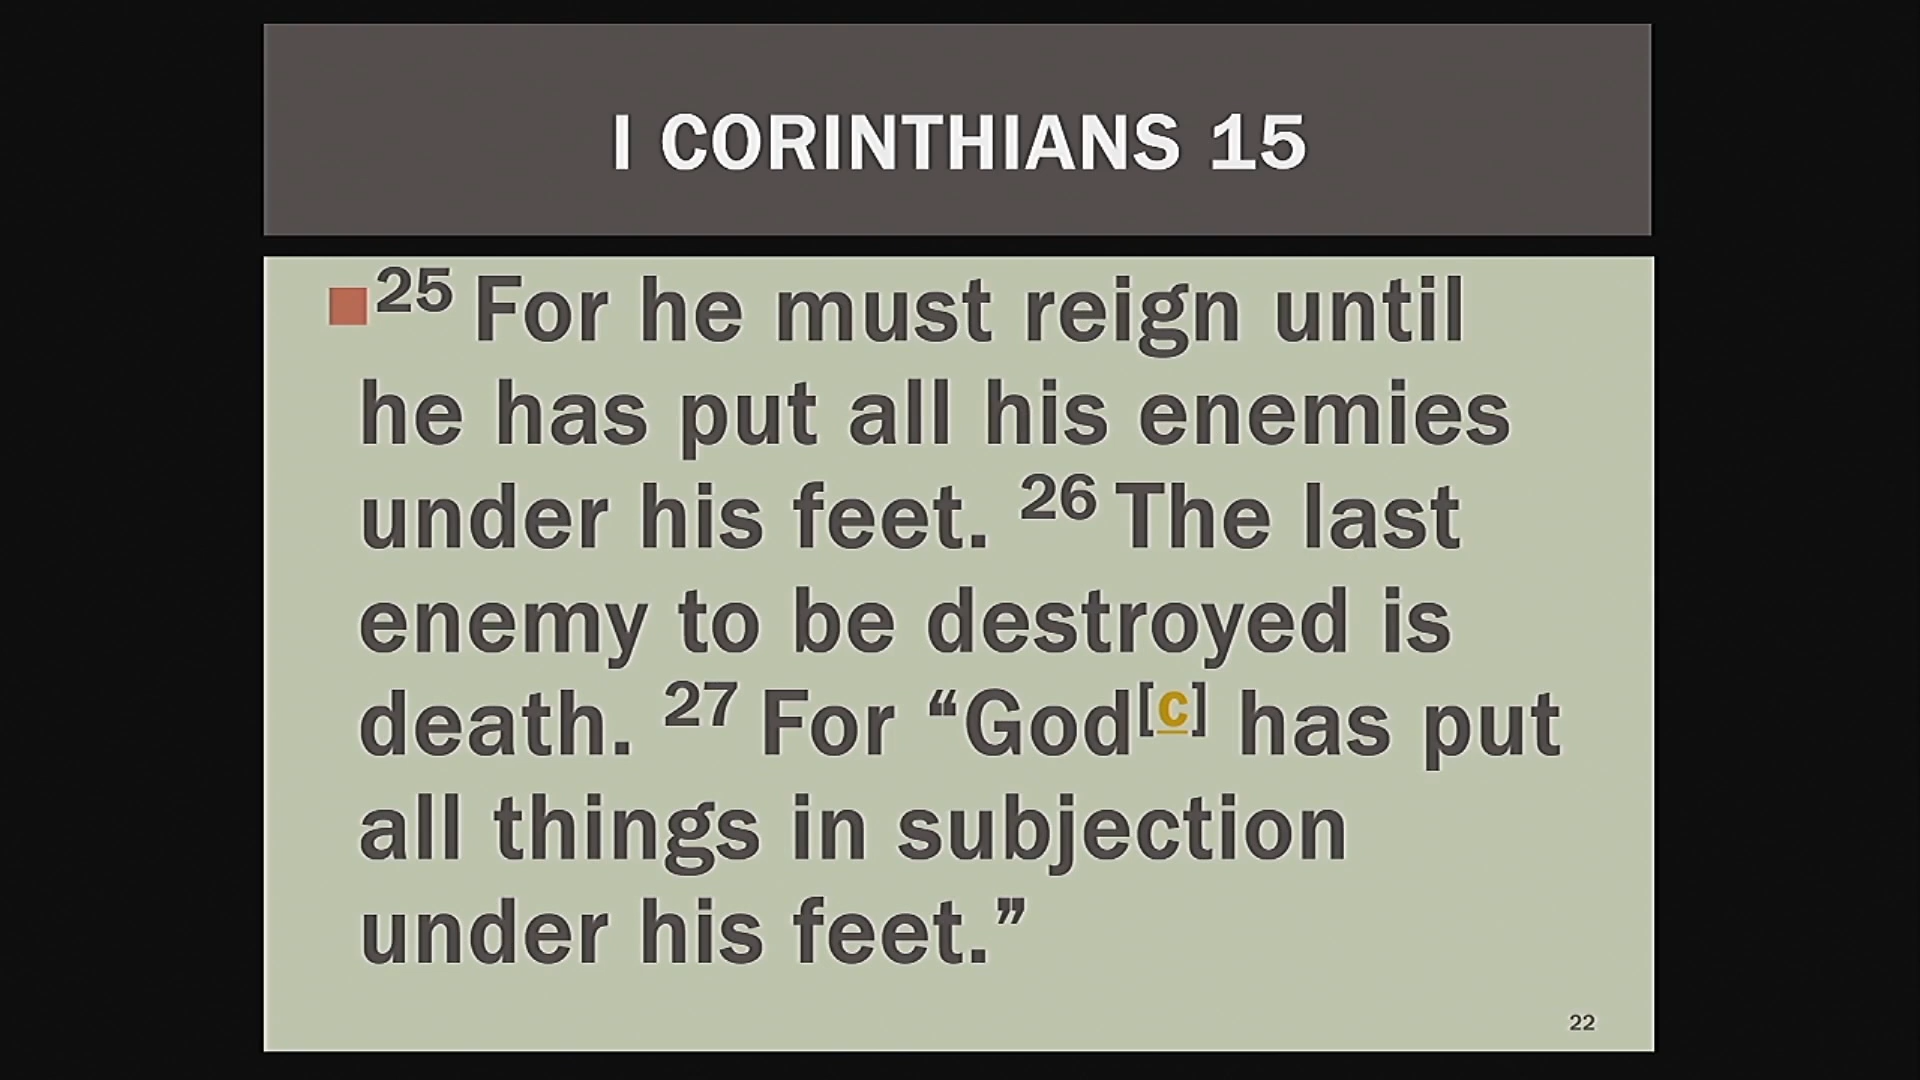 I CORINTHIANS 15
25 For he must reign until
he has put all his enemies
under his feet. 26 The last
enemy to be destroyed is
death. 27 For “God[c] has put
all things in subjection
under his feet.”
22